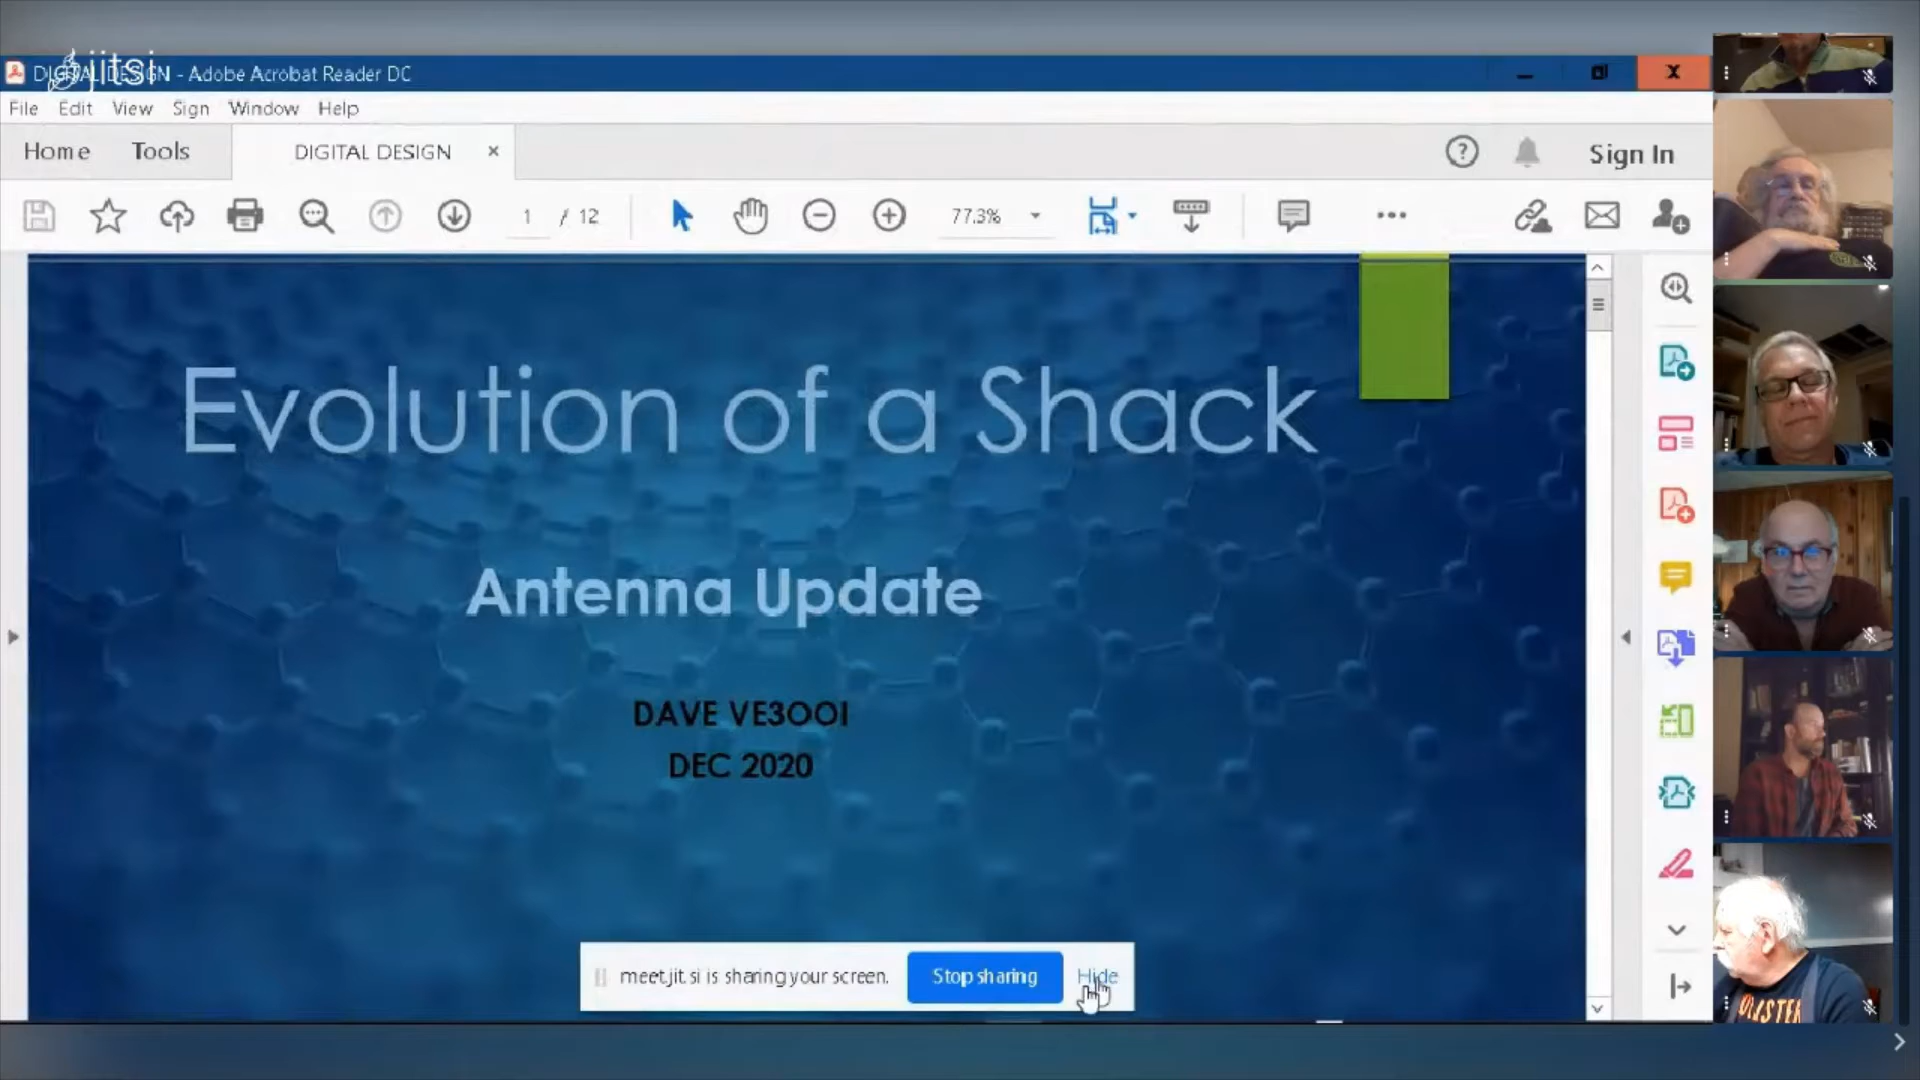 jitsi
DIGITAL DESIGN - Adobe Acrobat Reader DC
File Edit View Sign Window Help
Home Tools DIGITAL DESIGN × Sign In
1 / 12 77.3%
Evolution of a Shack
Antenna Update
DAVE VE3OOI
DEC 2020
meet.jit.si is sharing your screen. Stop sharing Hide